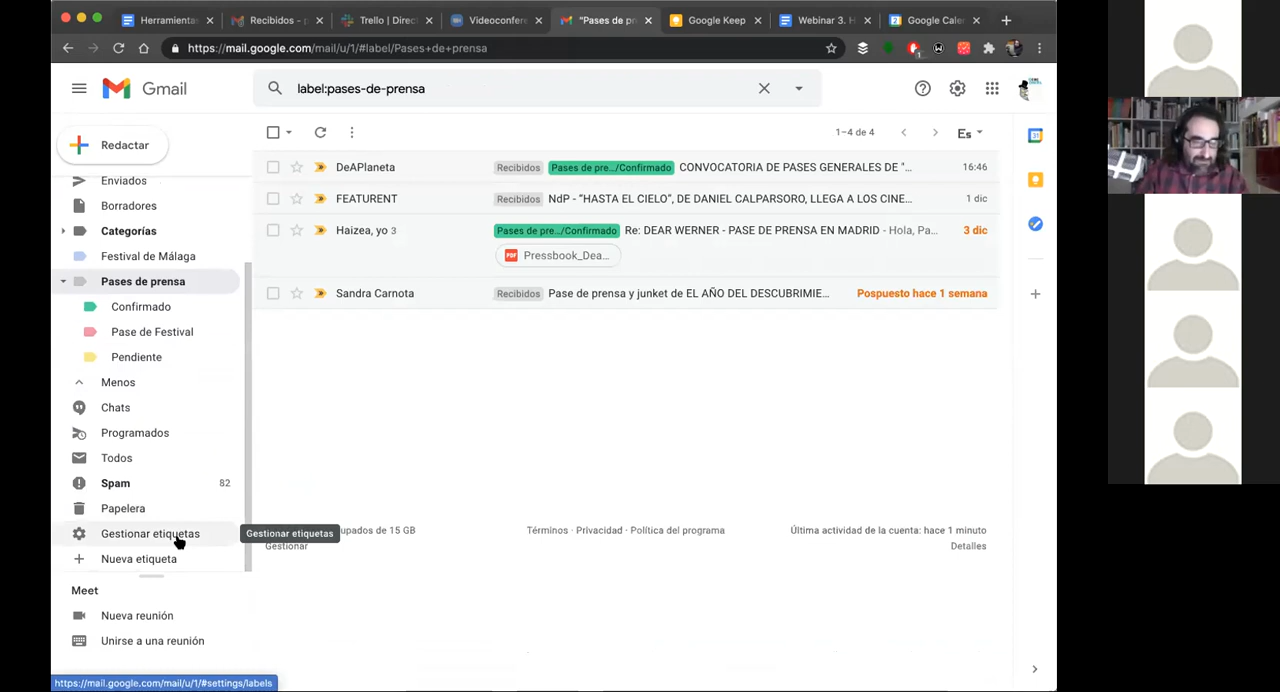 Herramientas
Recibidos - p
Trello | Direc
Videoconfere
"Pases de pr
Google Keep
Webinar 3. H
Google Cale
https://mail.google.com/mail/u/1/#label/Pases+de+prensa
1
Gmail
label:pases-de-prensa
Redactar
1–4 de 4
Es
Enviados
Borradores
Categorías
Festival de Málaga
Pases de prensa
Confirmado
Pase de Festival
Pendiente
Menos
Chats
Programados
Todos
Spam 82
Papelera
Gestionar etiquetas
Nueva etiqueta
Meet
Nueva reunión
Unirse a una reunión
DeAPlaneta Recibidos Pases de pre.../Confirmado CONVOCATORIA DE PASES GENERALES DE "... 16:46
FEATURENT Recibidos NdP - “HASTA EL CIELO”, DE DANIEL CALPARSORO, LLEGA A LOS CINE... 1 dic
Haizea, yo 3 Pases de pre.../Confirmado Re: DEAR WERNER - PASE DE PRENSA EN MADRID - Hola, Pa... 3 dic
PDF Pressbook_Dea...
Sandra Carnota Recibidos Pase de prensa y junket de EL AÑO DEL DESCUBRIMIE... Pospuesto hace 1 semana
Gestionar etiquetas
upados de 15 GB
Gestionar
Términos · Privacidad · Política del programa
Última actividad de la cuenta: hace 1 minuto
Detalles
31
https://mail.google.com/mail/u/1/#settings/labels